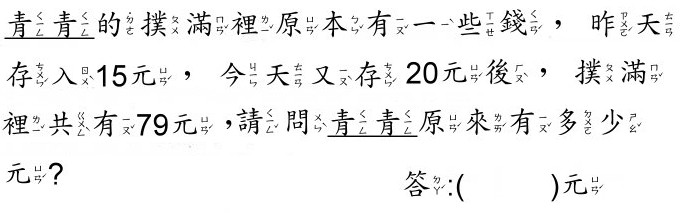 青青的撲滿裡原本有一些錢，昨天
存入15元，今天又存20元後，撲滿
裡共有79元，請問青青原來有多少
元？ 答:( )元